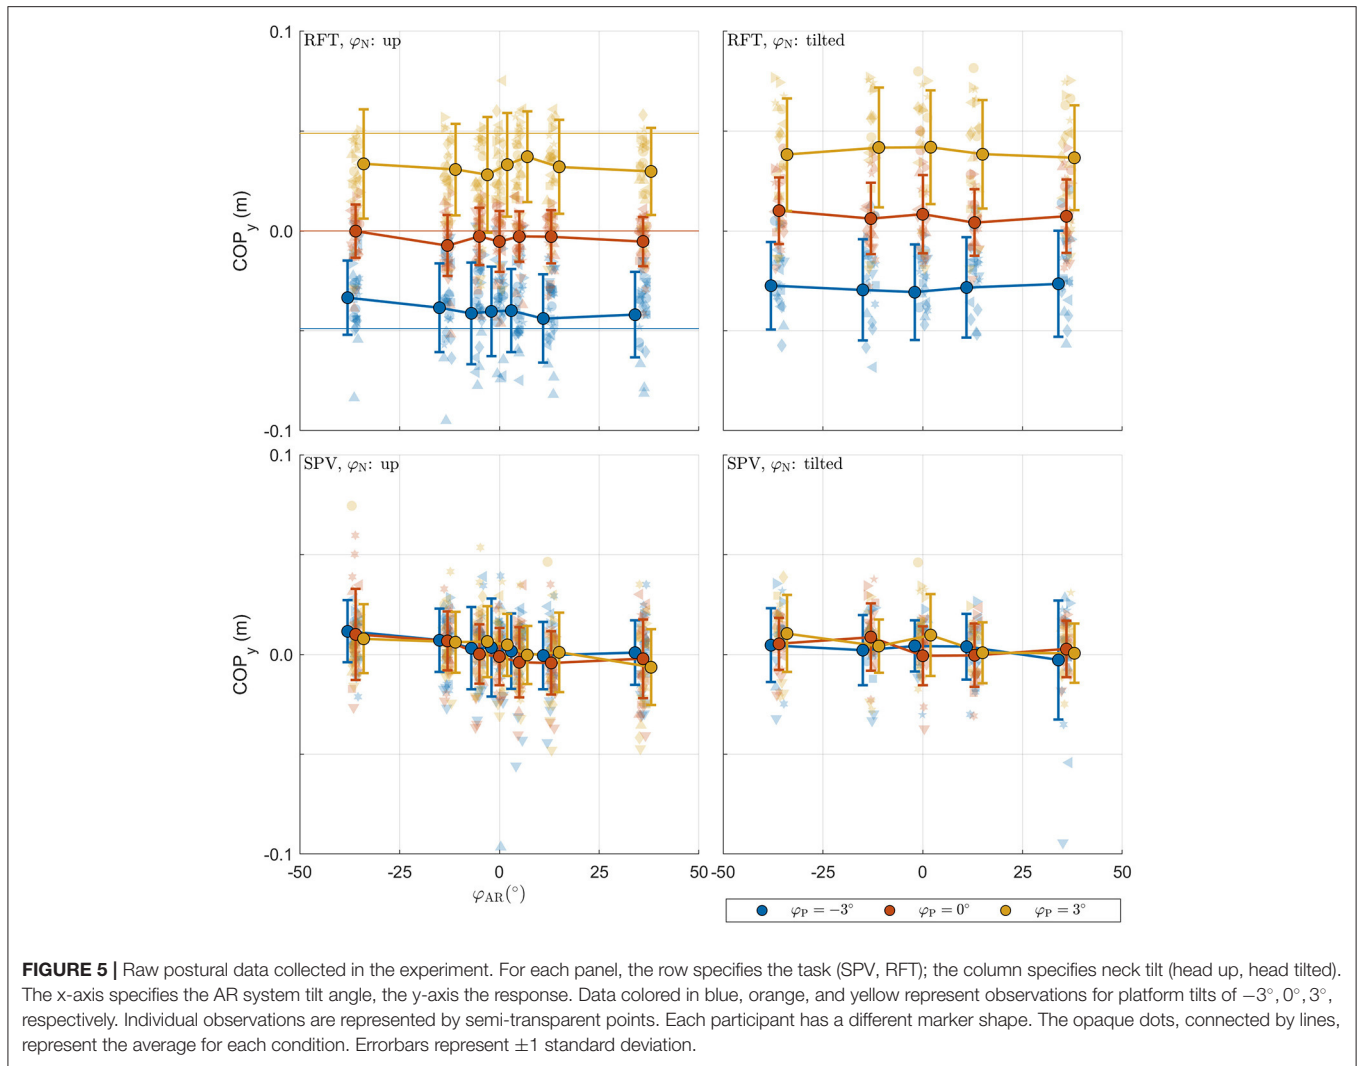 0.1
RFT, φN: up
RFT, φN: tilted
COPy (m)
0.0
-0.1
0.1
SPV, φN: up
SPV, φN: tilted
COPy (m)
0.0
-0.1
-50 -25 0 25 50 -50 -25 0 25 50
φAR(°)
φP = −3° φP = 0° φP = 3°
FIGURE 5 | Raw postural data collected in the experiment. For each panel, the row specifies the task (SPV, RFT); the column specifies neck tilt (head up, head tilted).
The x-axis specifies the AR system tilt angle, the y-axis the response. Data colored in blue, orange, and yellow represent observations for platform tilts of −3°, 0°, 3°,
respectively. Individual observations are represented by semi-transparent points. Each participant has a different marker shape. The opaque dots, connected by lines,
represent the average for each condition. Errorbars represent ±1 standard deviation.